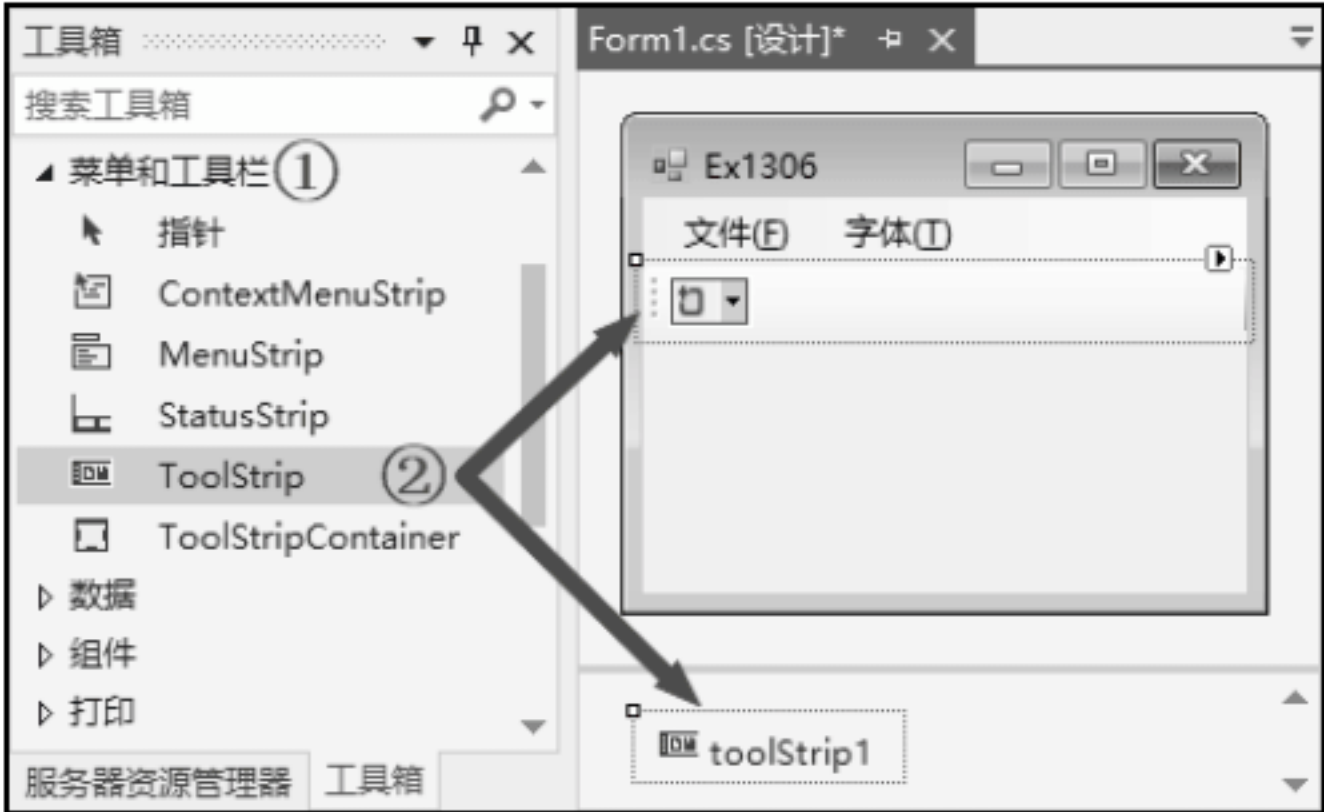 工具箱
搜索工具箱
菜单和工具栏①
指针
ContextMenuStrip
MenuStrip
StatusStrip
ToolStrip ②
ToolStripContainer
数据
组件
打印
服务器资源管理器 工具箱
Form1.cs [设计]*
Ex1306
文件(F) 字体(T)
toolStrip1